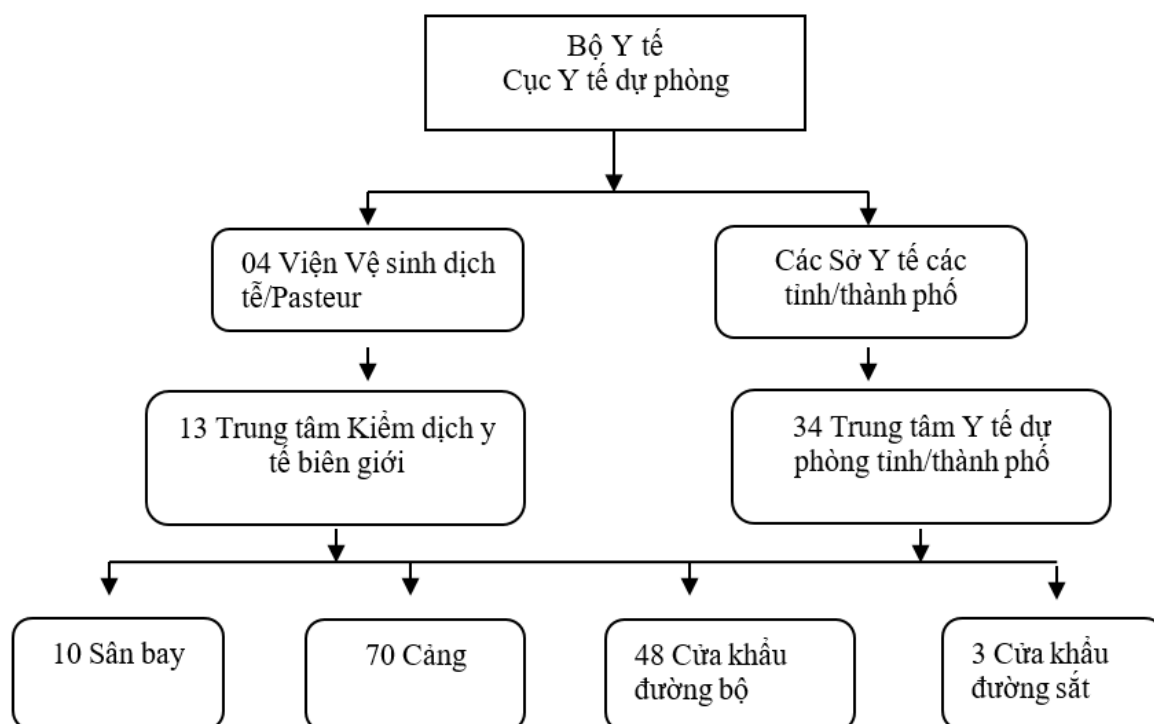 Bộ Y tế
Cục Y tế dự phòng
04 Viện Vệ sinh dịch
tễ/Pasteur
Các Sở Y tế các
tỉnh/thành phố
13 Trung tâm Kiểm dịch y
tế biên giới
34 Trung tâm Y tế dự
phòng tỉnh/thành phố
10 Sân bay
70 Cảng
48 Cửa khẩu
đường bộ
3 Cửa khẩu
đường sắt